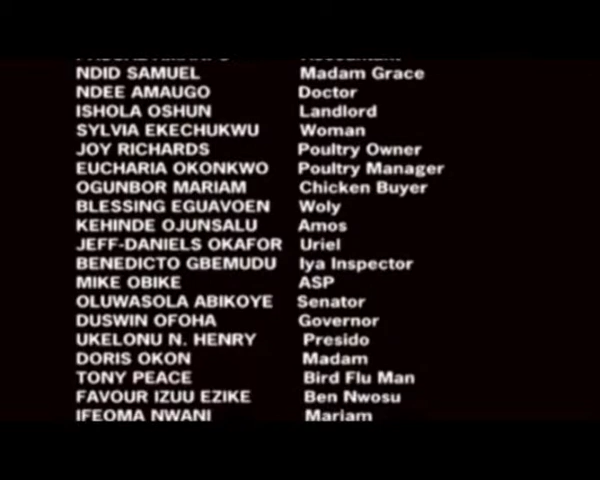 NDID SAMUEL Madam Grace
NDEE AMAUGO Doctor
ISHOLA OSHUN Landlord
SYLVIA EKECHUKWU Woman
JOY RICHARDS Poultry Owner
EUCHARIA OKONKWO Poultry Manager
OGUNBOR MARIAM Chicken Buyer
BLESSING EGUAVOEN Woly
KEHINDE OJUNSALU Amos
JEFF-DANIELS OKAFOR Uriel
BENEDICTO GBEMUDU Iya Inspector
MIKE OBIKE ASP
OLUWASOLA ABIKOYE Senator
DUSWIN OFOHA Governor
UKELONU N. HENRY Presido
DORIS OKON Madam
TONY PEACE Bird Flu Man
FAVOUR IZUU EZIKE Ben Nwosu
IFEOMA NWANI Mariam